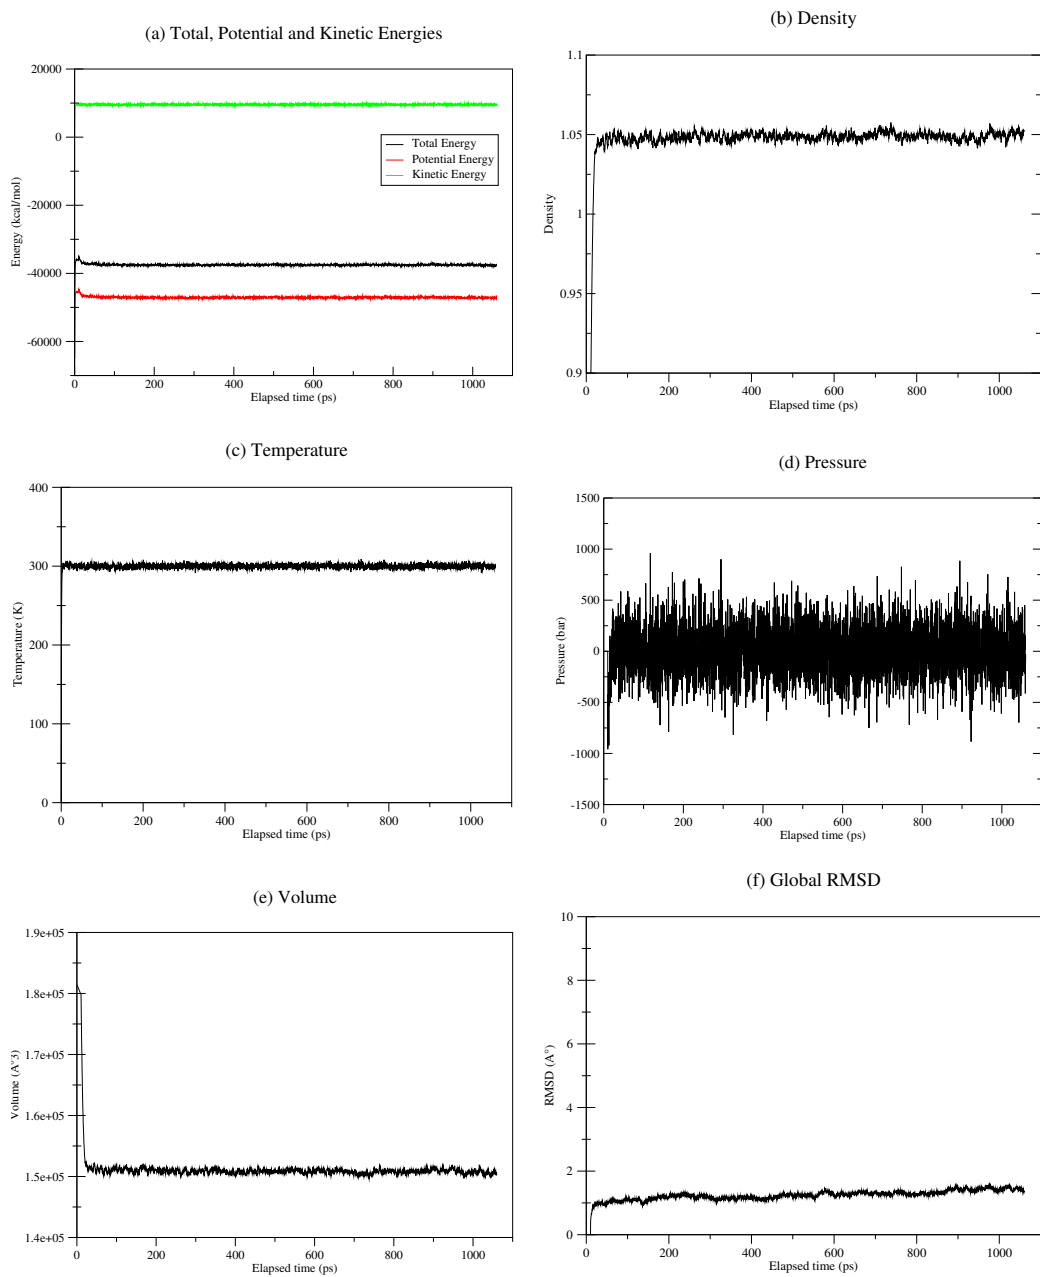 (a) Total, Potential and Kinetic Energies
20000
0
-20000
-40000
-60000
Energy (kcal/mol)
Total Energy
Potential Energy
Kinetic Energy
0 200 400 600 800 1000
Elapsed time (ps)
(b) Density
1.1
1.05
1
0.95
0.9
Density
0 200 400 600 800 1000
Elapsed time (ps)
(c) Temperature
400
300
200
100
0
Temperature (K)
0 200 400 600 800 1000
Elapsed time (ps)
(d) Pressure
1500
1000
500
0
-500
-1000
-1500
Pressure (bar)
0 200 400 600 800 1000
Elapsed time (ps)
(e) Volume
1.9e+05
1.8e+05
1.7e+05
1.6e+05
1.5e+05
1.4e+05
Volume (A^3)
0 200 400 600 800 1000
Elapsed time (ps)
(f) Global RMSD
10
8
6
4
2
0
RMSD (A°)
0 200 400 600 800 1000
Elapsed time (ps)